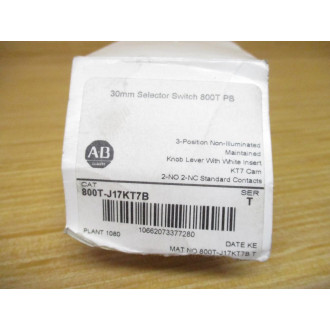 30mm Selector Switch 800T PB
AB
3-Position Non-Illuminated
Maintained
Knob Lever With White Insert
KT7 Cam
2-NO 2-NC Standard Contacts
CAT
800T-J17KT7B
SER
T
PLANT 1080
10662073377280
DATE KE
MAT NO 800T-J17KT7B T